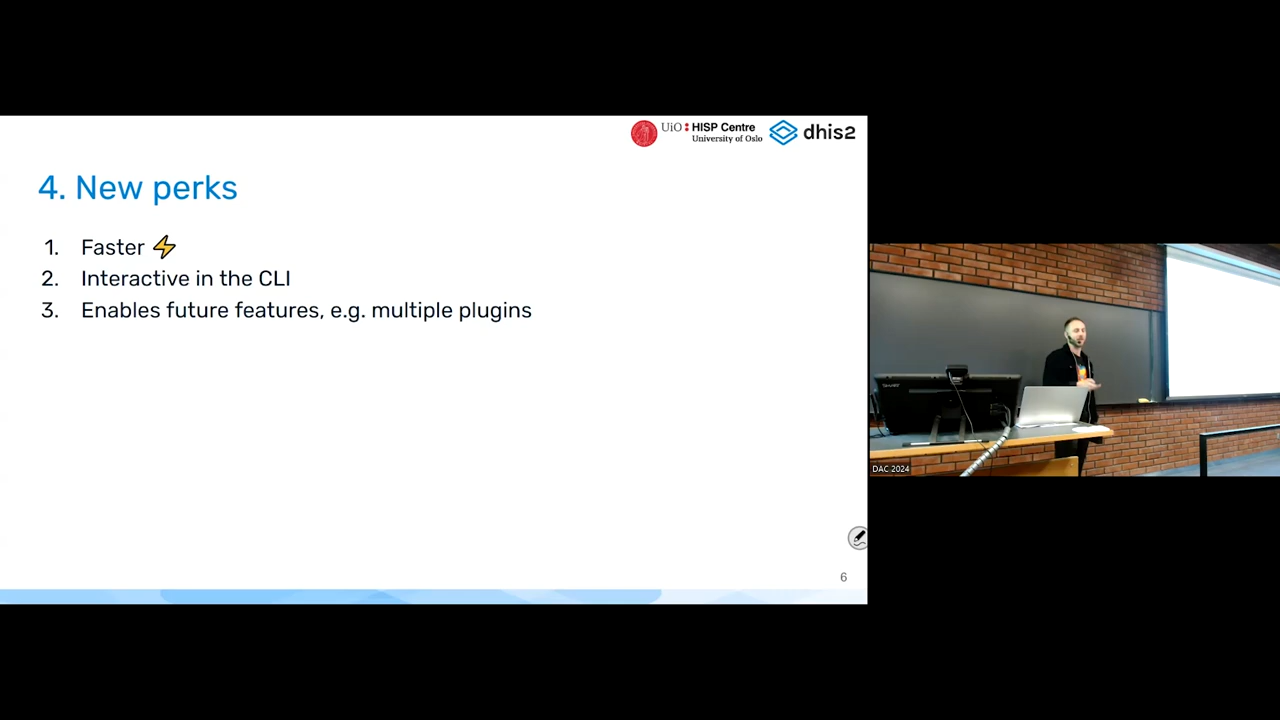 UiO HISP Centre
University of Oslo
dhis2
4. New perks
1. Faster ⚡
2. Interactive in the CLI
3. Enables future features, e.g. multiple plugins
SHARP
DAC 2024
6